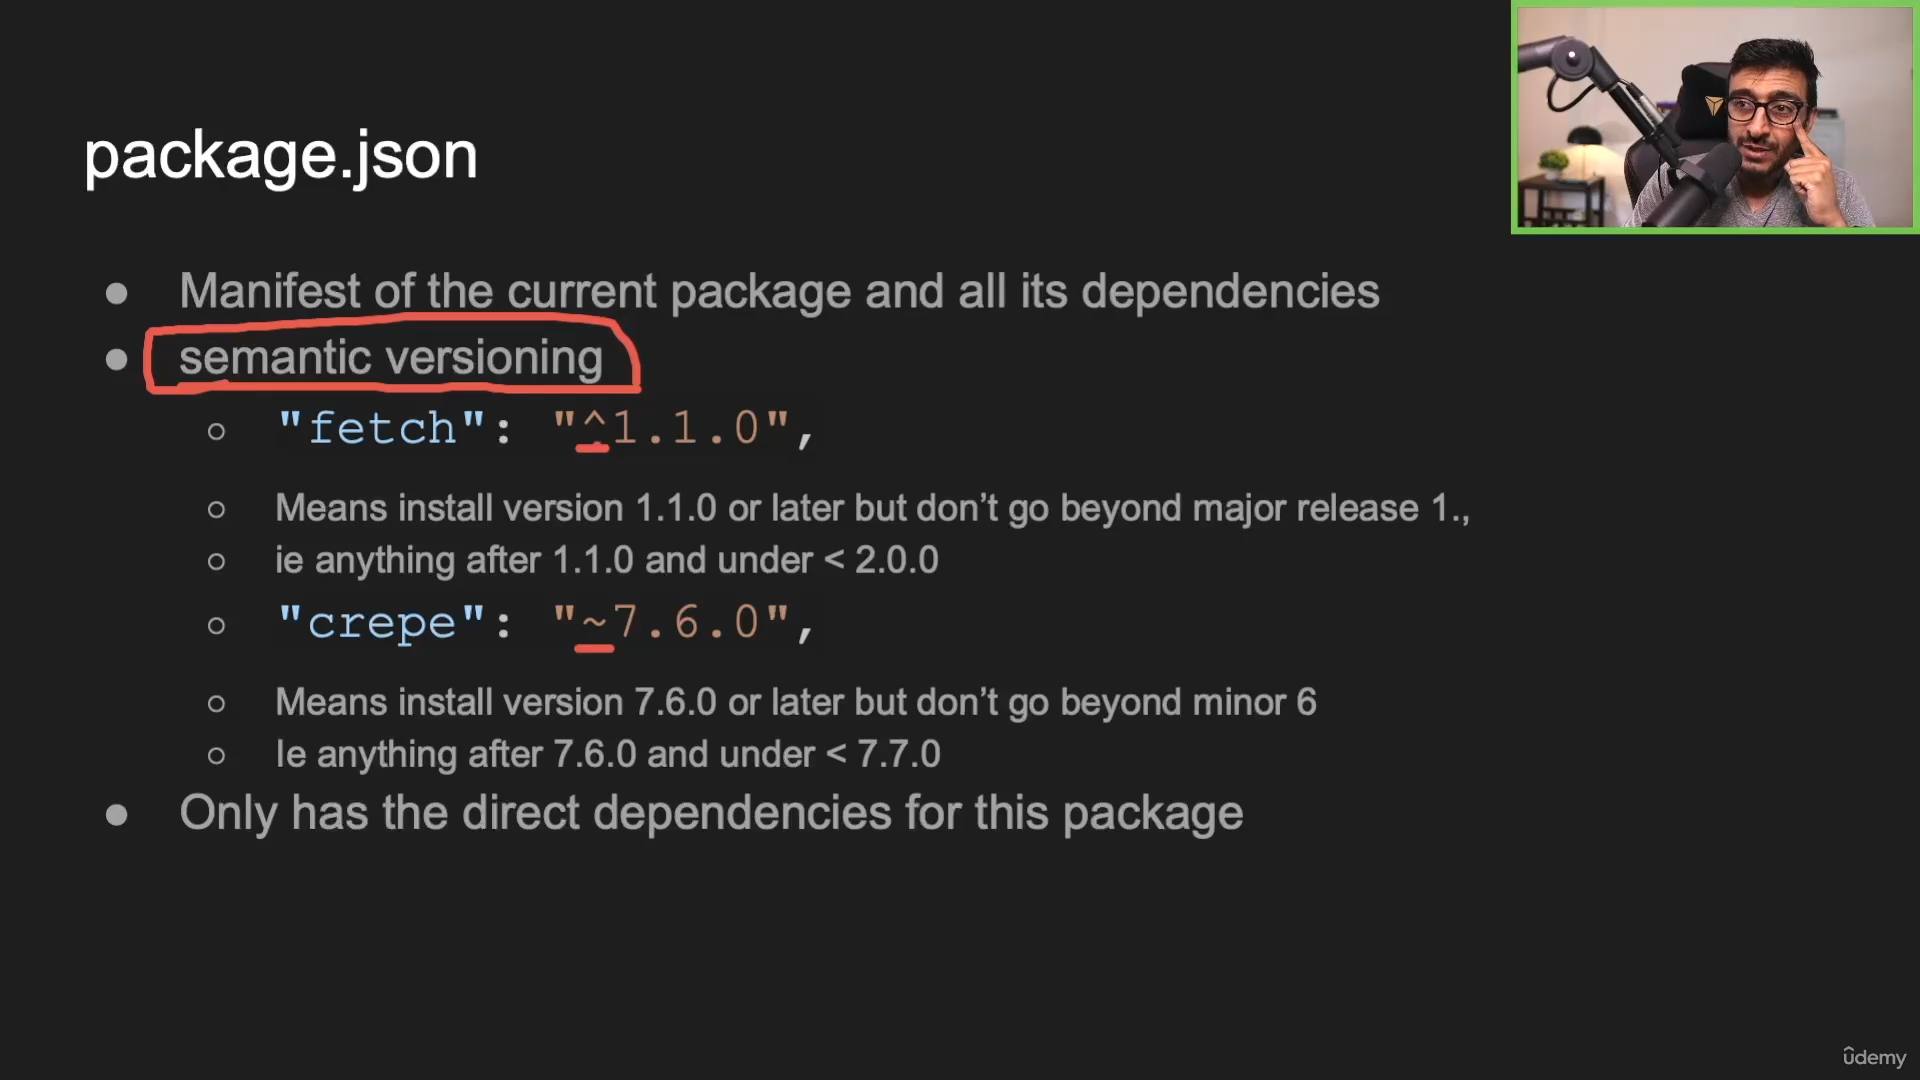 package.json
Manifest of the current package and all its dependencies
semantic versioning
"fetch": "^1.1.0",
Means install version 1.1.0 or later but don’t go beyond major release 1.,
ie anything after 1.1.0 and under < 2.0.0
"crepe": "~7.6.0",
Means install version 7.6.0 or later but don’t go beyond minor 6
Ie anything after 7.6.0 and under < 7.7.0
Only has the direct dependencies for this package
ûdemy